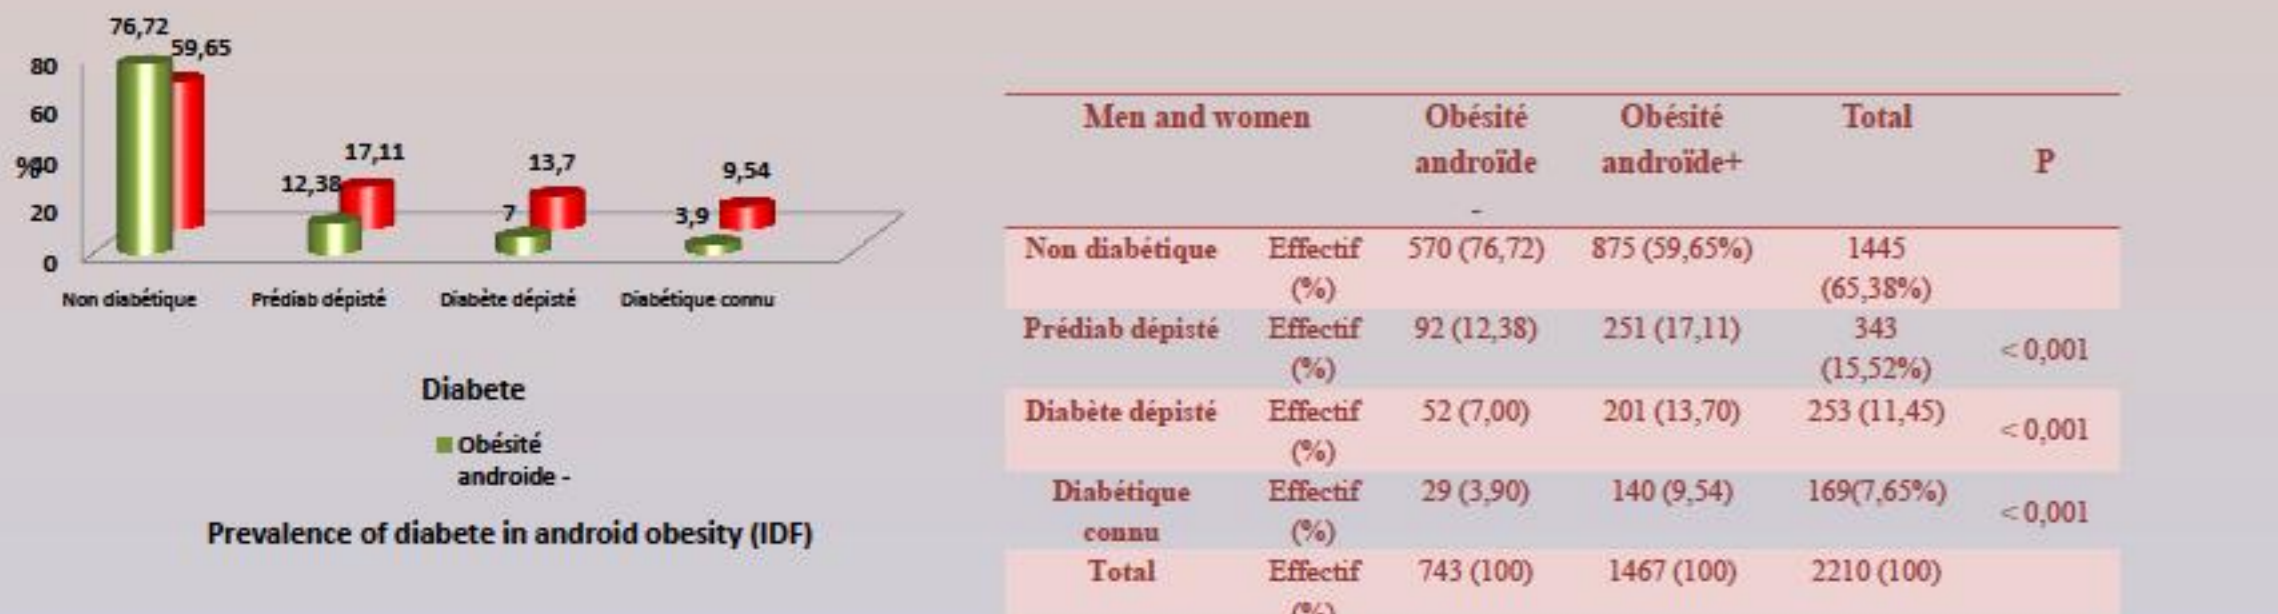 76,72
59,65
80
60
%
40
20
0
12,38
17,11
7
13,7
3,9
9,54
Non diabétique Prédiab dépisté Diabète dépisté Diabétique connu
Diabete
Obésité
androide -
Prevalence of diabete in android obesity (IDF)
Men and women Obésité Obésité Total
androïde androïde+ P
-
Non diabétique Effectif 570 (76,72) 875 (59,65%) 1445
(%) (65,38%)
Prédiab dépisté Effectif 92 (12,38) 251 (17,11) 343
< 0,001
(%) (15,52%)
Diabète dépisté Effectif 52 (7,00) 201 (13,70) 253 (11,45)
< 0,001
(%)
Diabétique Effectif 29 (3,90) 140 (9,54) 169(7,65%)
< 0,001
connu (%)
Total Effectif 743 (100) 1467 (100) 2210 (100)
(%)